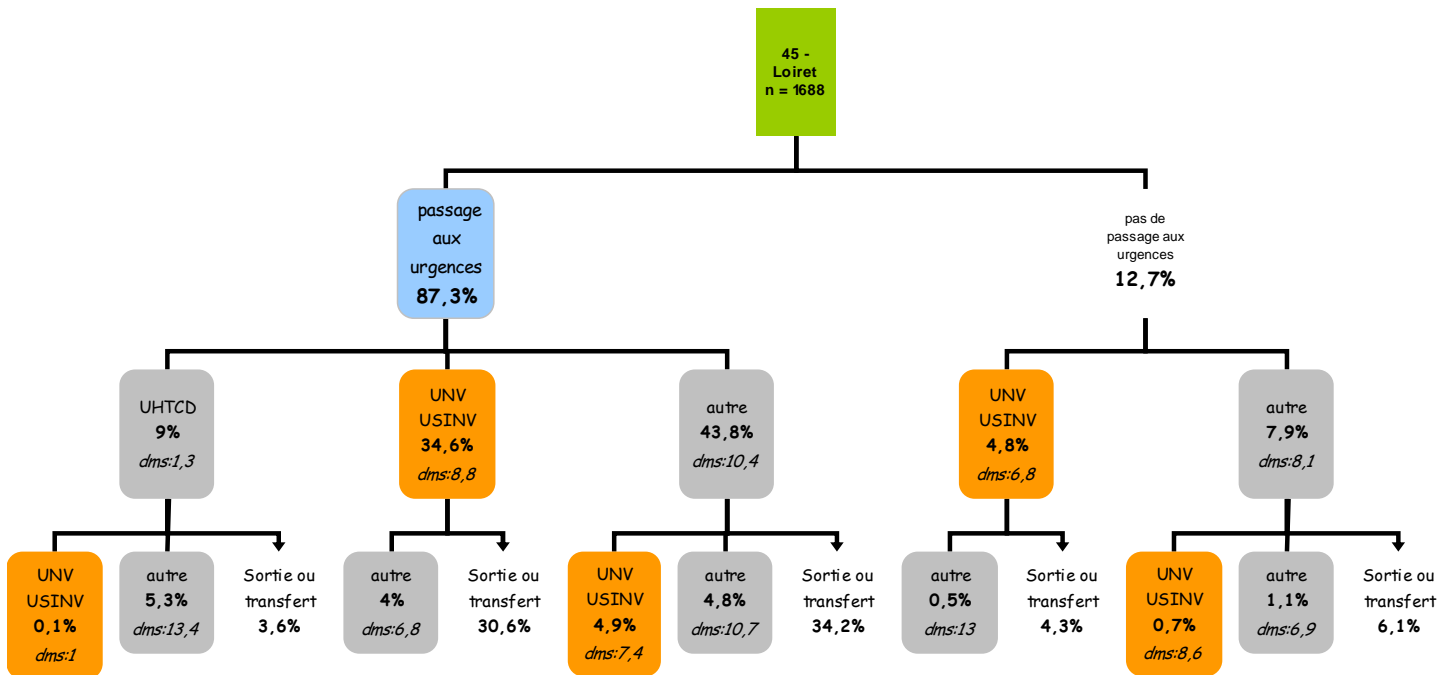 45 -
Loiret
n = 1688
passage
aux
urgences
87,3%
pas de
passage aux
urgences
12,7%
UHTCD
9%
dms:1,3
UNV
USINV
34,6%
dms:8,8
autre
43,8%
dms:10,4
UNV
USINV
4,8%
dms:6,8
autre
7,9%
dms:8,1
UNV
USINV
0,1%
dms:1
autre
5,3%
dms:13,4
Sortie ou
transfert
3,6%
autre
4%
dms:6,8
Sortie ou
transfert
30,6%
UNV
USINV
4,9%
dms:7,4
autre
4,8%
dms:10,7
Sortie ou
transfert
34,2%
autre
0,5%
dms:13
Sortie ou
transfert
4,3%
UNV
USINV
0,7%
dms:8,6
autre
1,1%
dms:6,9
Sortie ou
transfert
6,1%